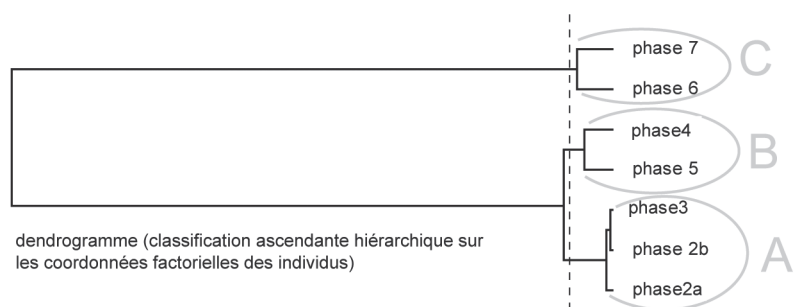 phase 7
C
phase 6
phase4
B
phase 5
phase3
phase 2b
A
phase2a
dendrogramme (classification ascendante hiérarchique sur
les coordonnées factorielles des individus)